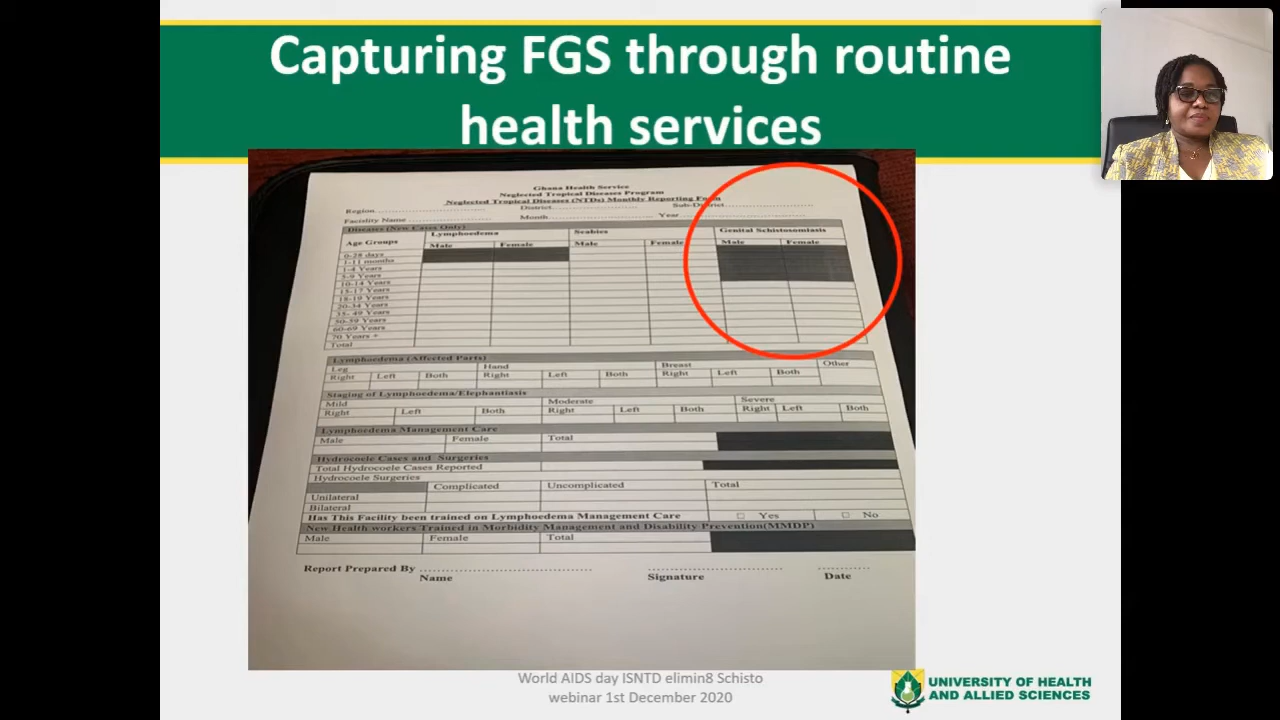 Capturing FGS through routine
health services
Ghana Health Service
Neglected Tropical Diseases Program
Neglected Tropical Diseases (NTDs) Monthly Reporting Form
Region District Sub-District
Facility Name Month Year
Diseases (New Cases Only)
Age Groups Lymphoedema Scabies Genital Schistosomiasis
Male Female Male Female Male Female
0-28 days
1-11 months
1-4 Years
5-9 Years
10-14 Years
15-17 Years
18-19 Years
20-34 Years
35-49 Years
50-59 Years
60-69 Years
70 Years +
Total
Lymphoedema (Affected Parts)
Leg Hand Breast Other
Right Left Both Right Left Both Right Left Both
Staging of Lymphoedema/Elephantiasis
Mild Moderate Severe
Right Left Both Right Left Both Right Left Both
Lymphoedema Management Care
Male Female Total
Hydrocoele Cases and Surgeries
Total Hydrocoele Cases Reported
Hydrocoele Surgeries
Complicated Uncomplicated Total
Unilateral
Bilateral
Has This Facility been trained on Lymphoedema Management Care □ Yes □ No
New Health workers Trained in Morbidity Management and Disability Prevention(MMDP)
Male Female Total
Report Prepared By
Name Signature Date
World AIDS day ISNTD elimin8 Schisto
webinar 1st December 2020
UNIVERSITY OF HEALTH
AND ALLIED SCIENCES